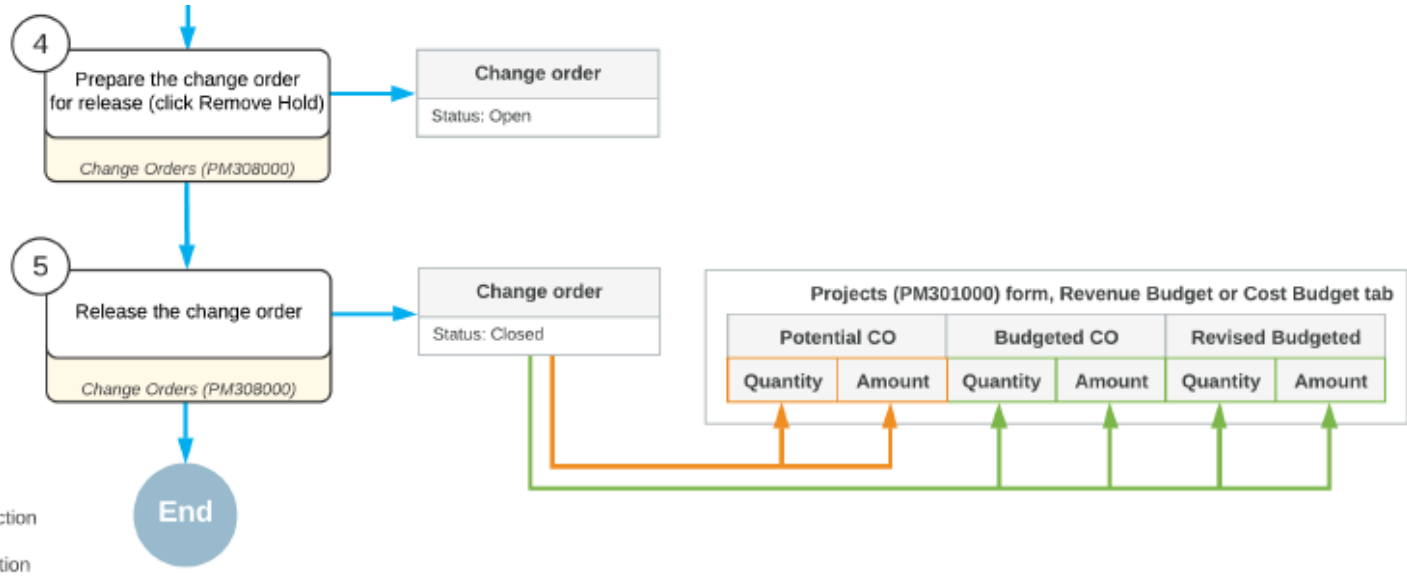 4
Prepare the change order
for release (click Remove Hold)
Change Orders (PM308000)
Change order
Status: Open
5
Release the change order
Change Orders (PM308000)
Change order
Status: Closed
Projects (PM301000) form, Revenue Budget or Cost Budget tab
Potential CO Budgeted CO Revised Budgeted
Quantity Amount Quantity Amount Quantity Amount
End
ction
tion